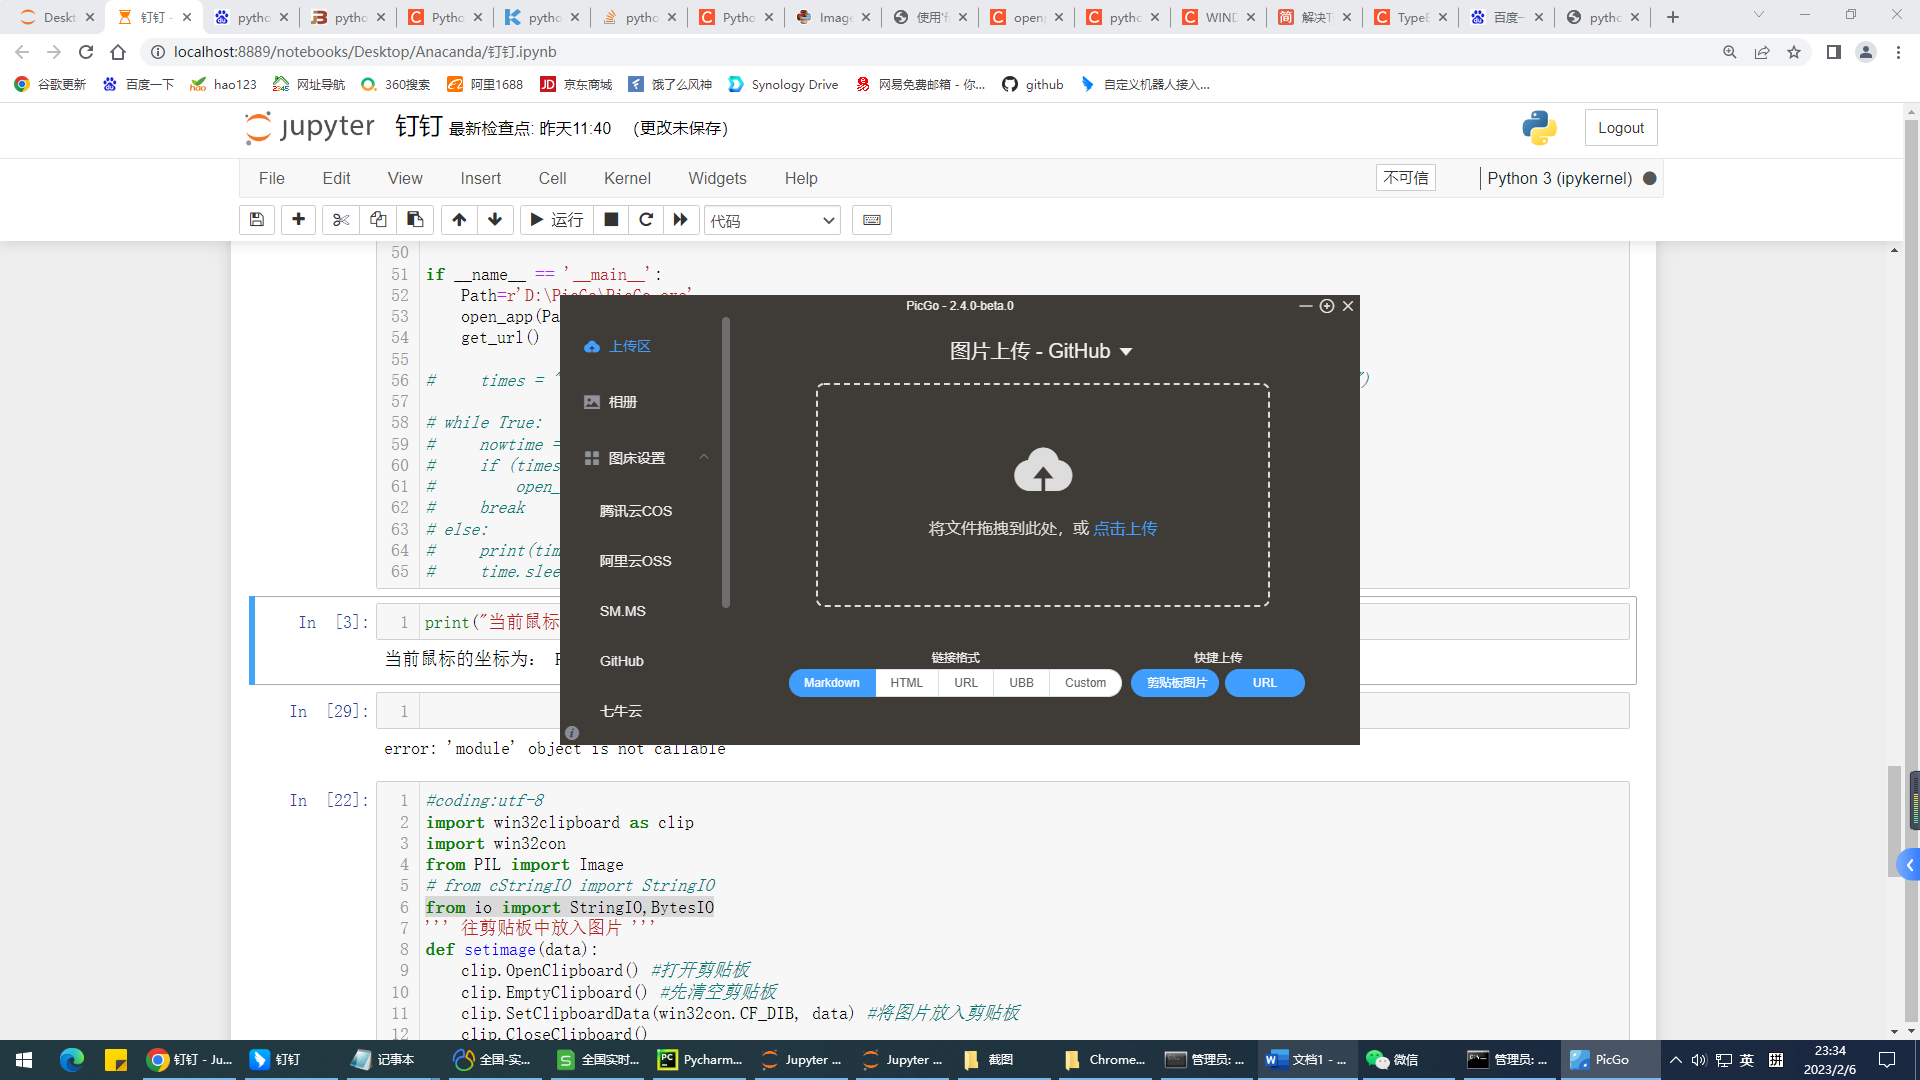 Deskt
钉钉 -
pytho
pytho
Pytho
pytho
pytho
Pytho
Image
使用'f
openp
pytho
WIND
解决T
TypeE
百度一
pytho
localhost:8889/notebooks/Desktop/Anacanda/钉钉.ipynb
谷歌更新
百度一下
hao123
网址导航
360搜索
阿里1688
京东商城
饿了么风神
Synology Drive
网易免费邮箱 - 你...
github
自定义机器人接入...
jupyter 钉钉 最新检查点: 昨天11:40 (更改未保存)
Logout
File Edit View Insert Cell Kernel Widgets Help
不可信
Python 3 (ipykernel)
运行
代码
50
51 if __name__ == '__main__':
52 Path=r'D:\PicGo\PicGo.exe'
53 open_app(Pa
54 get_url()
55
56 # times =
57
58 # while True:
59 # nowtime =
60 # if (times
61 # open_
62 # break
63 # else:
64 # print(tim
65 # time.slee
PicGo - 2.4.0-beta.0
上传区
相册
图床设置
腾讯云COS
阿里云OSS
SM.MS
GitHub
七牛云
图片上传 - GitHub
将文件拖拽到此处，或 点击上传
链接格式
Markdown HTML URL UBB Custom
快捷上传
剪贴板图片 URL
In [3]: 1 print("当前鼠标
当前鼠标的坐标为：
In [29]: 1
error: 'module' object is not callable
In [22]:
1 #coding:utf-8
2 import win32clipboard as clip
3 import win32con
4 from PIL import Image
5 # from cStringIO import StringIO
6 from io import StringIO,BytesIO
7 ''' 往剪贴板中放入图片 '''
8 def setimage(data):
9 clip.OpenClipboard() #打开剪贴板
10 clip.EmptyClipboard() #先清空剪贴板
11 clip.SetClipboardData(win32con.CF_DIB, data) #将图片放入剪贴板
12 clip.CloseClipboard()
钉钉 - Ju...
钉钉
记事本
全国-实...
全国实时...
Pycharm...
Jupyter ...
Jupyter ...
截图
Chrome...
管理员: ...
文档1 - ...
微信
管理员: ...
PicGo
英
23:34
2023/2/6